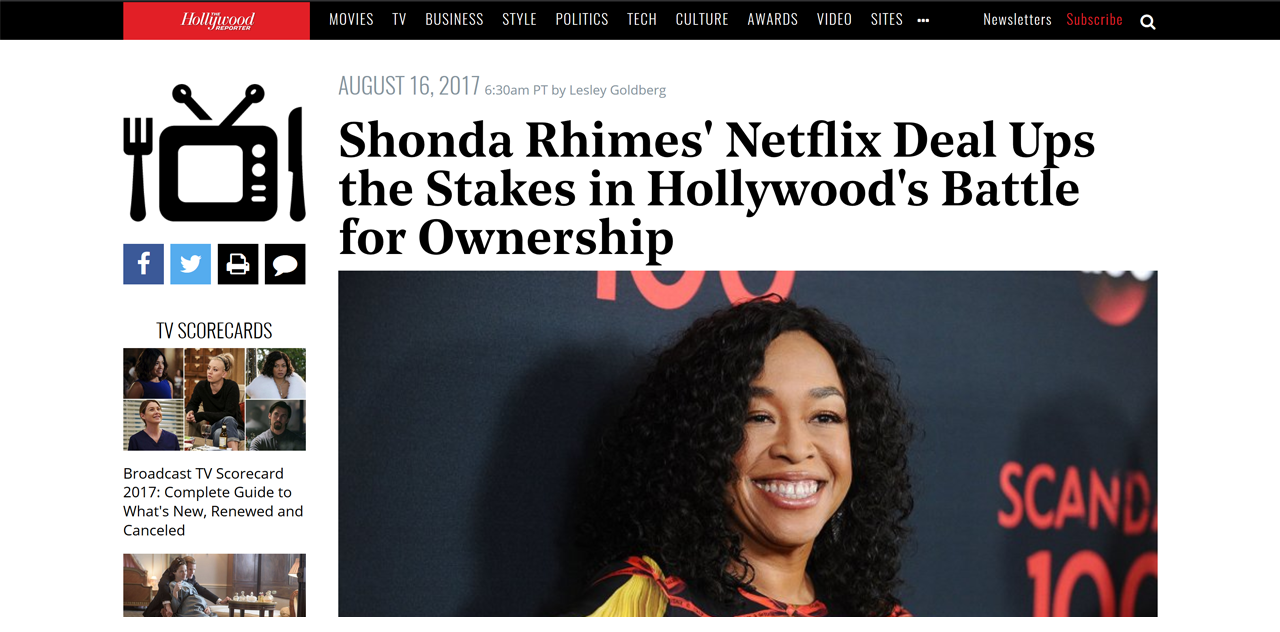 THE
Hollywood
REPORTER
MOVIES TV BUSINESS STYLE POLITICS TECH CULTURE AWARDS VIDEO SITES •••
Newsletters Subscribe
AUGUST 16, 2017 6:30am PT by Lesley Goldberg
Shonda Rhimes' Netflix Deal Ups
the Stakes in Hollywood's Battle
for Ownership
TV SCORECARDS
Broadcast TV Scorecard
2017: Complete Guide to
What's New, Renewed and
Canceled
100
abc
SCANDA
100